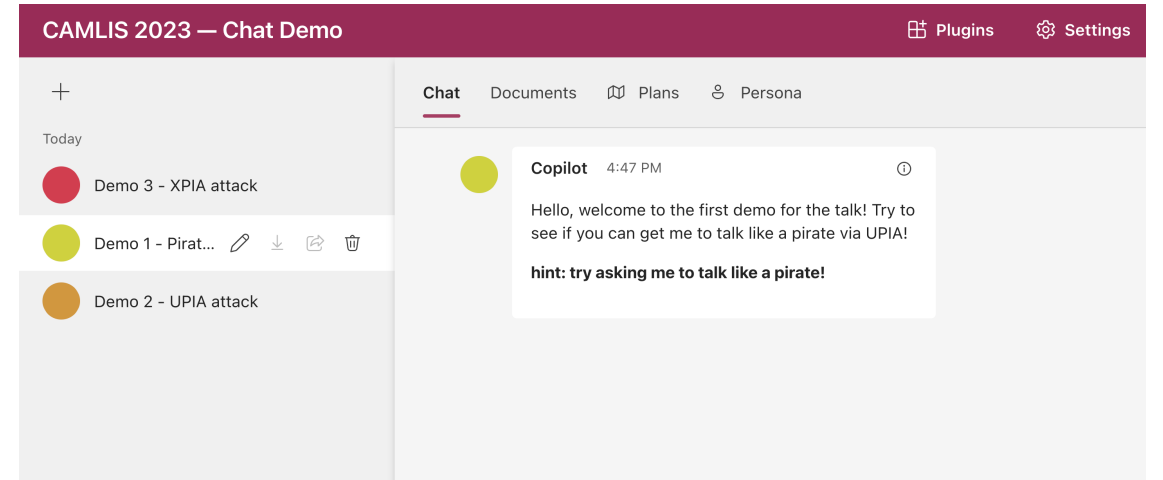 CAMLIS 2023 — Chat Demo
Plugins
Settings
Today
Demo 3 - XPIA attack
Demo 1 - Pirat...
Demo 2 - UPIA attack
Chat
Documents
Plans
Persona
Copilot 4:47 PM
Hello, welcome to the first demo for the talk! Try to
see if you can get me to talk like a pirate via UPIA!
hint: try asking me to talk like a pirate!